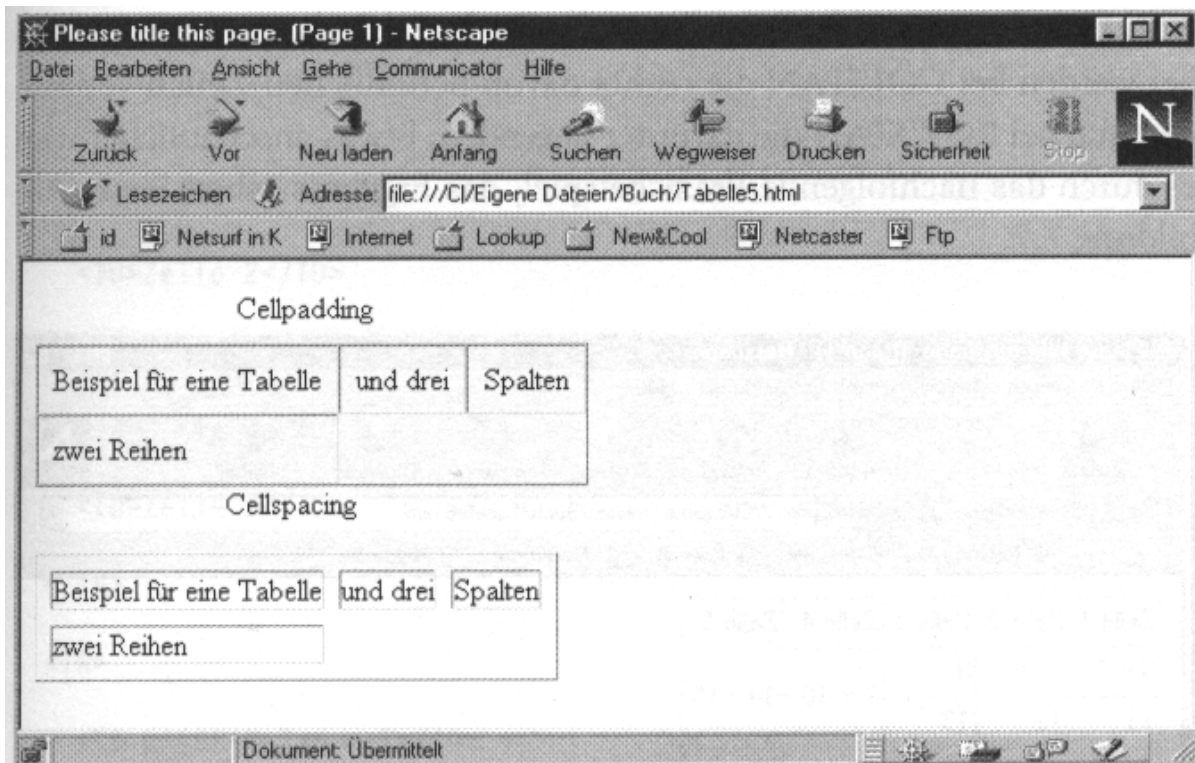 Please title this page. (Page 1) - Netscape
Datei Bearbeiten Ansicht Gehe Communicator Hilfe
Zurück Vor Neu laden Anfang Suchen Wegweiser Drucken Sicherheit Stop N
Lesezeichen Adresse: file:///C|/Eigene Dateien/Buch/Tabelle5.html
id Netsurf in K Internet Lookup New&Cool Netcaster Ftp
Cellpadding
Beispiel für eine Tabelle und drei Spalten
zwei Reihen
Cellspacing
Beispiel für eine Tabelle und drei Spalten
zwei Reihen
Dokument: Übermittelt